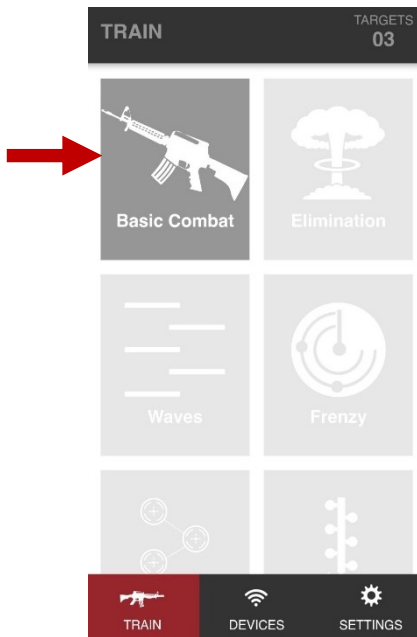 TRAIN
TARGETS
03
Basic Combat
Elimination
Waves
Frenzy
TRAIN
DEVICES
SETTINGS